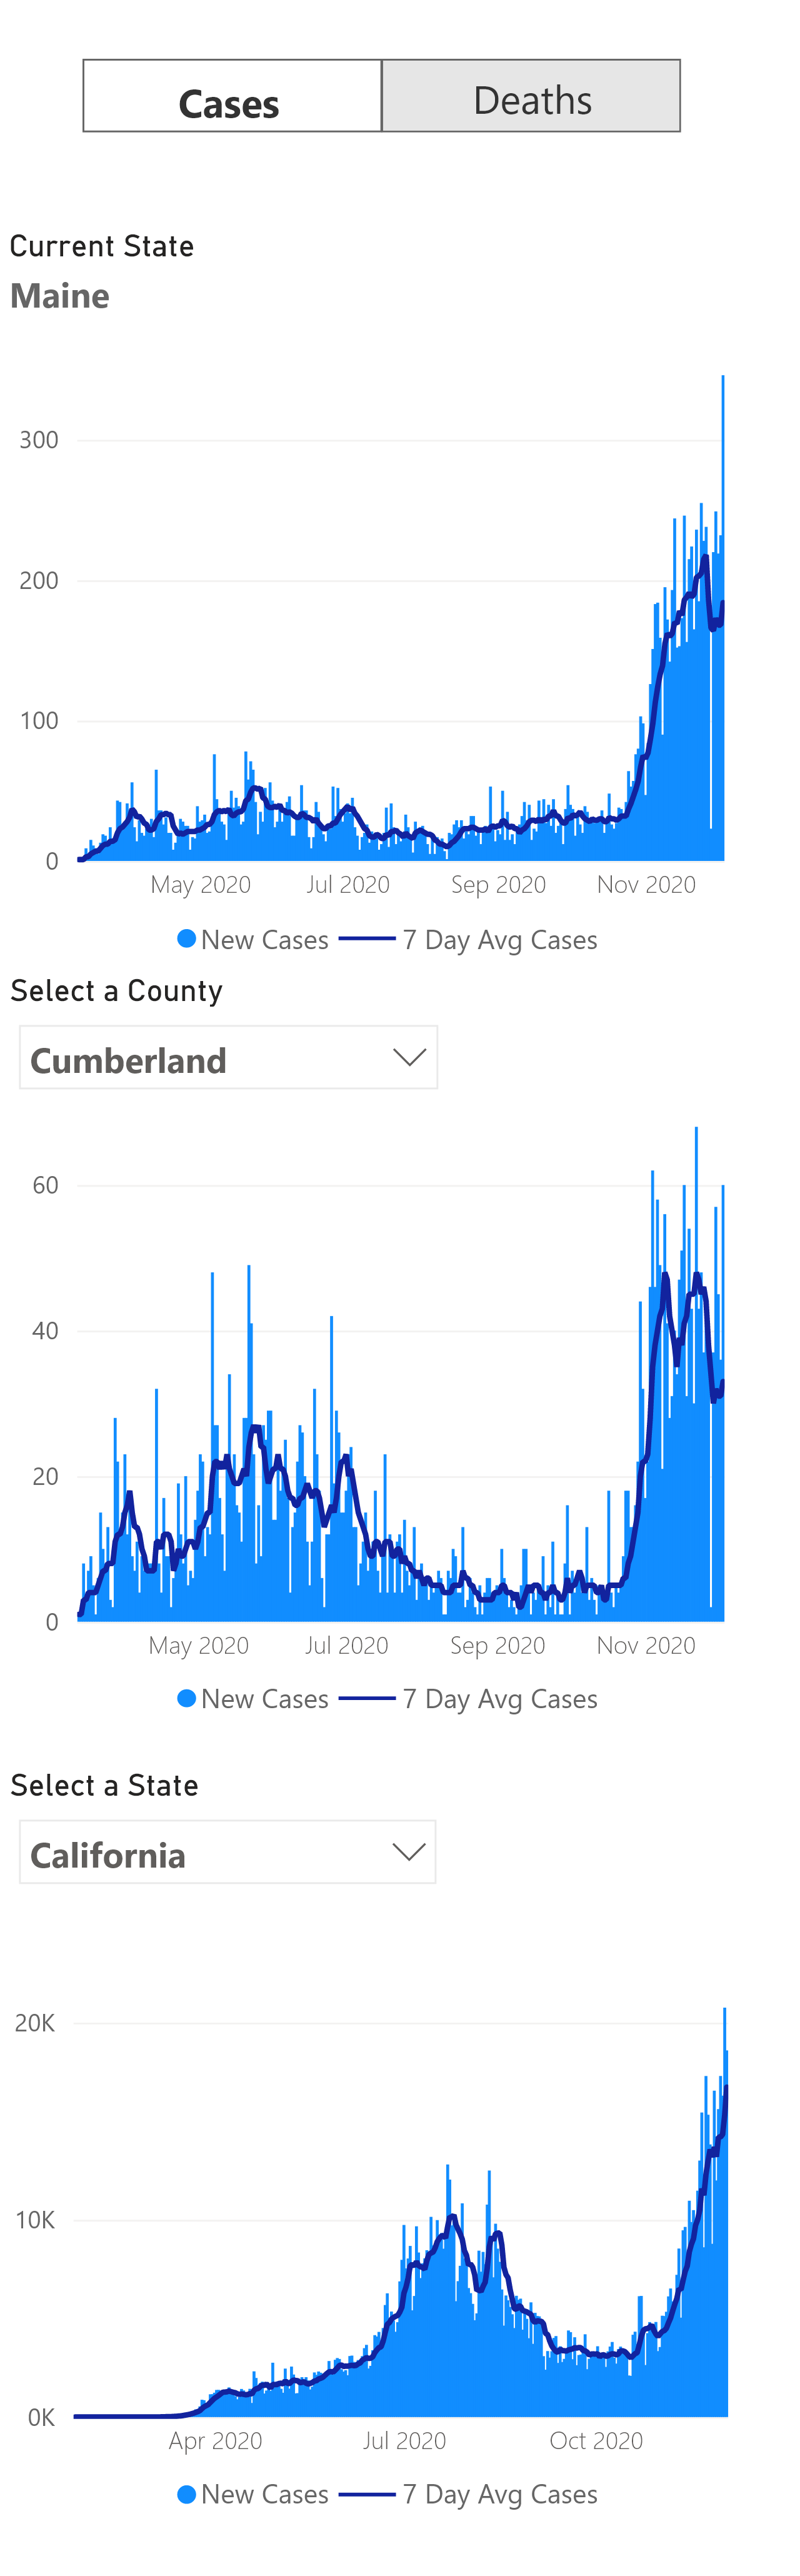 Cases Deaths
Current State
Maine
300
200
100
0
May 2020 Jul 2020 Sep 2020 Nov 2020
New Cases 7 Day Avg Cases
Select a County
Cumberland
60
40
20
0
May 2020 Jul 2020 Sep 2020 Nov 2020
New Cases 7 Day Avg Cases
Select a State
California
20K
10K
0K
Apr 2020 Jul 2020 Oct 2020
New Cases 7 Day Avg Cases